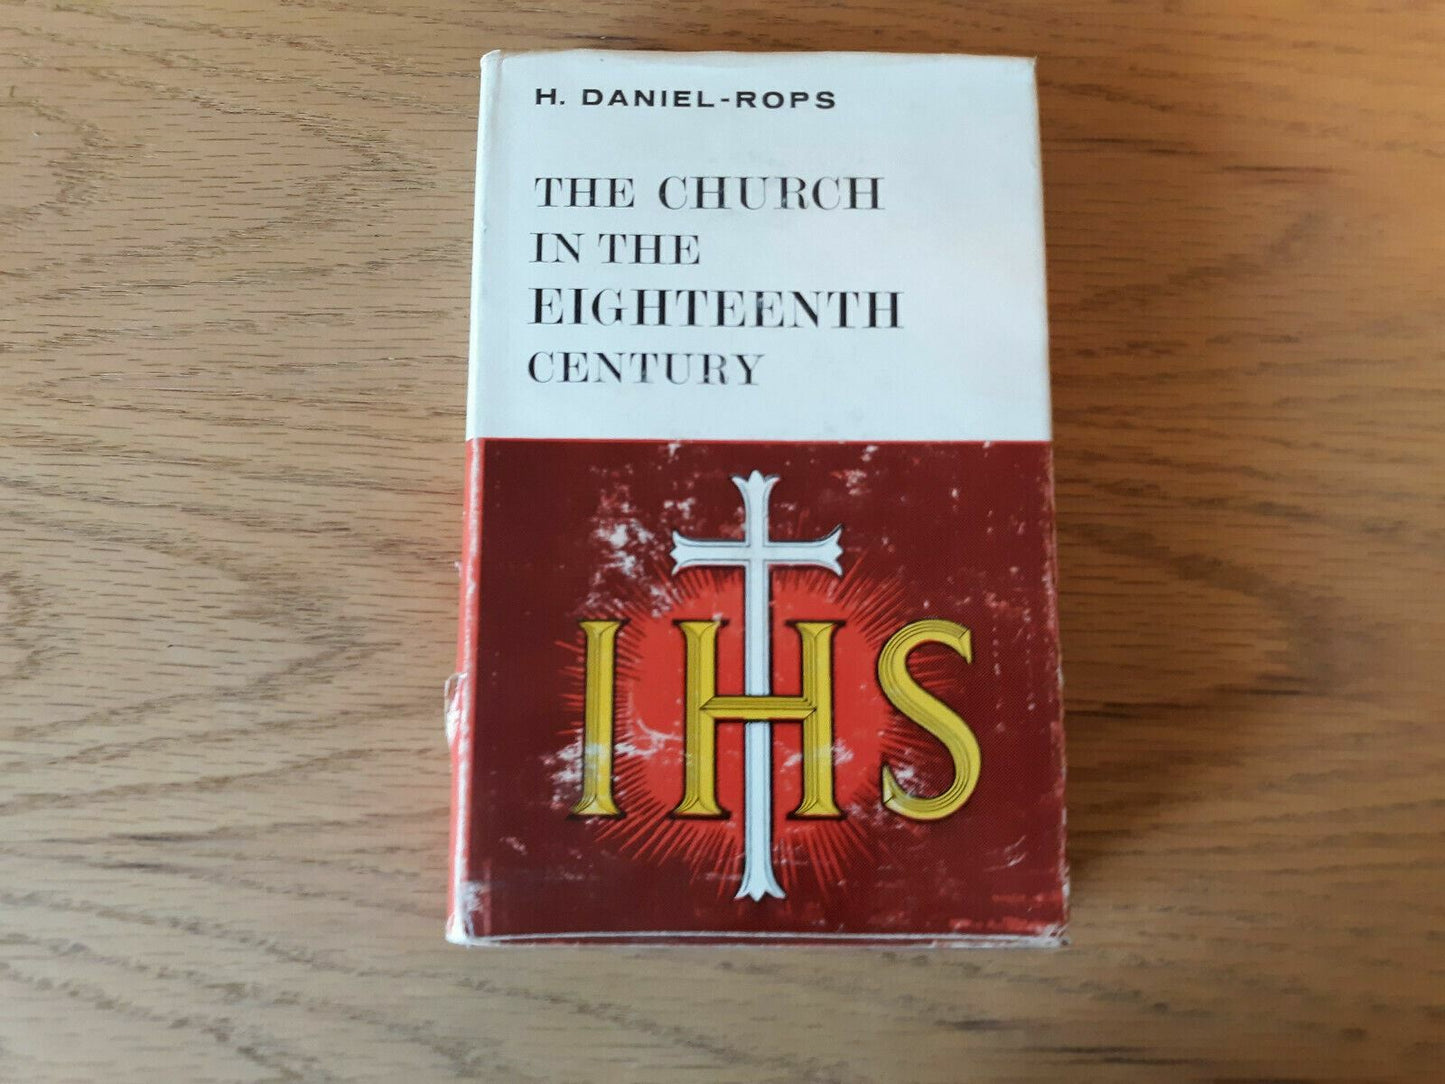 H. DANIEL-ROPS
THE CHURCH
IN THE
EIGHTEENTH
CENTURY
IHS